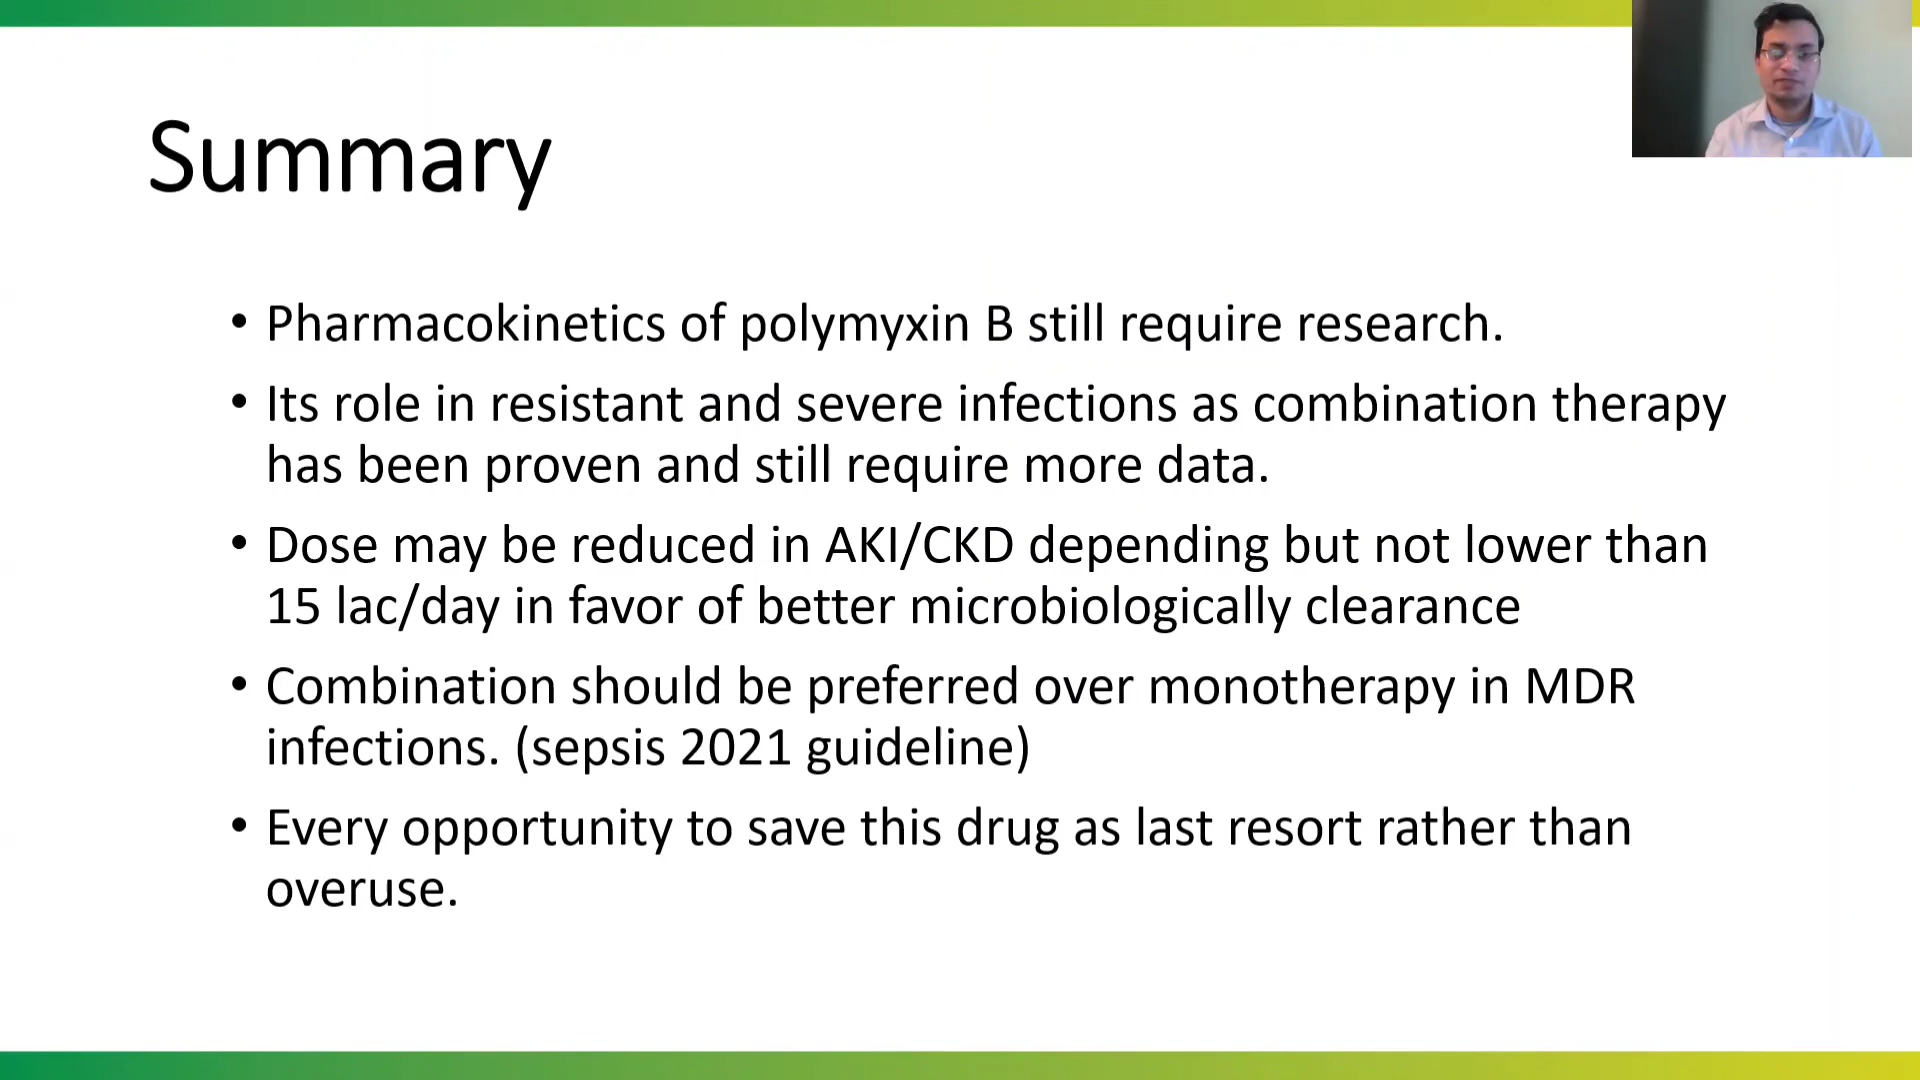 Summary
• Pharmacokinetics of polymyxin B still require research.
• Its role in resistant and severe infections as combination therapy
has been proven and still require more data.
• Dose may be reduced in AKI/CKD depending but not lower than
15 lac/day in favor of better microbiologically clearance
• Combination should be preferred over monotherapy in MDR
infections. (sepsis 2021 guideline)
• Every opportunity to save this drug as last resort rather than
overuse.